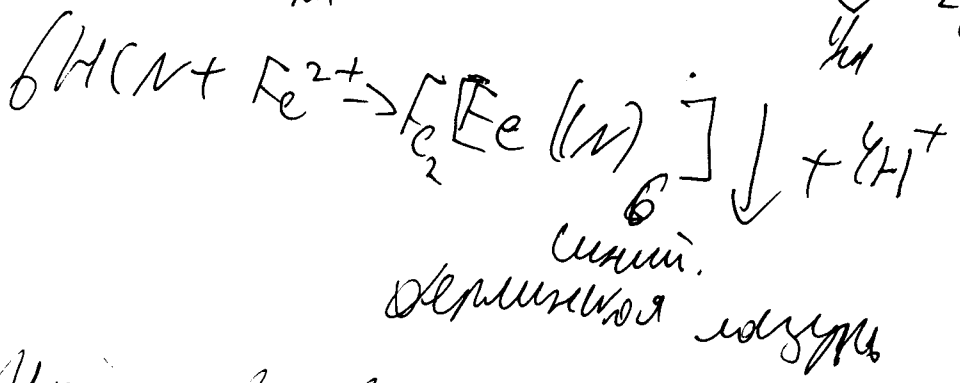 6HCN + Fe²⁺ → Fe₂[Fe(CN)₆]↓ + 4H⁺
синий.
берлинская лазурь